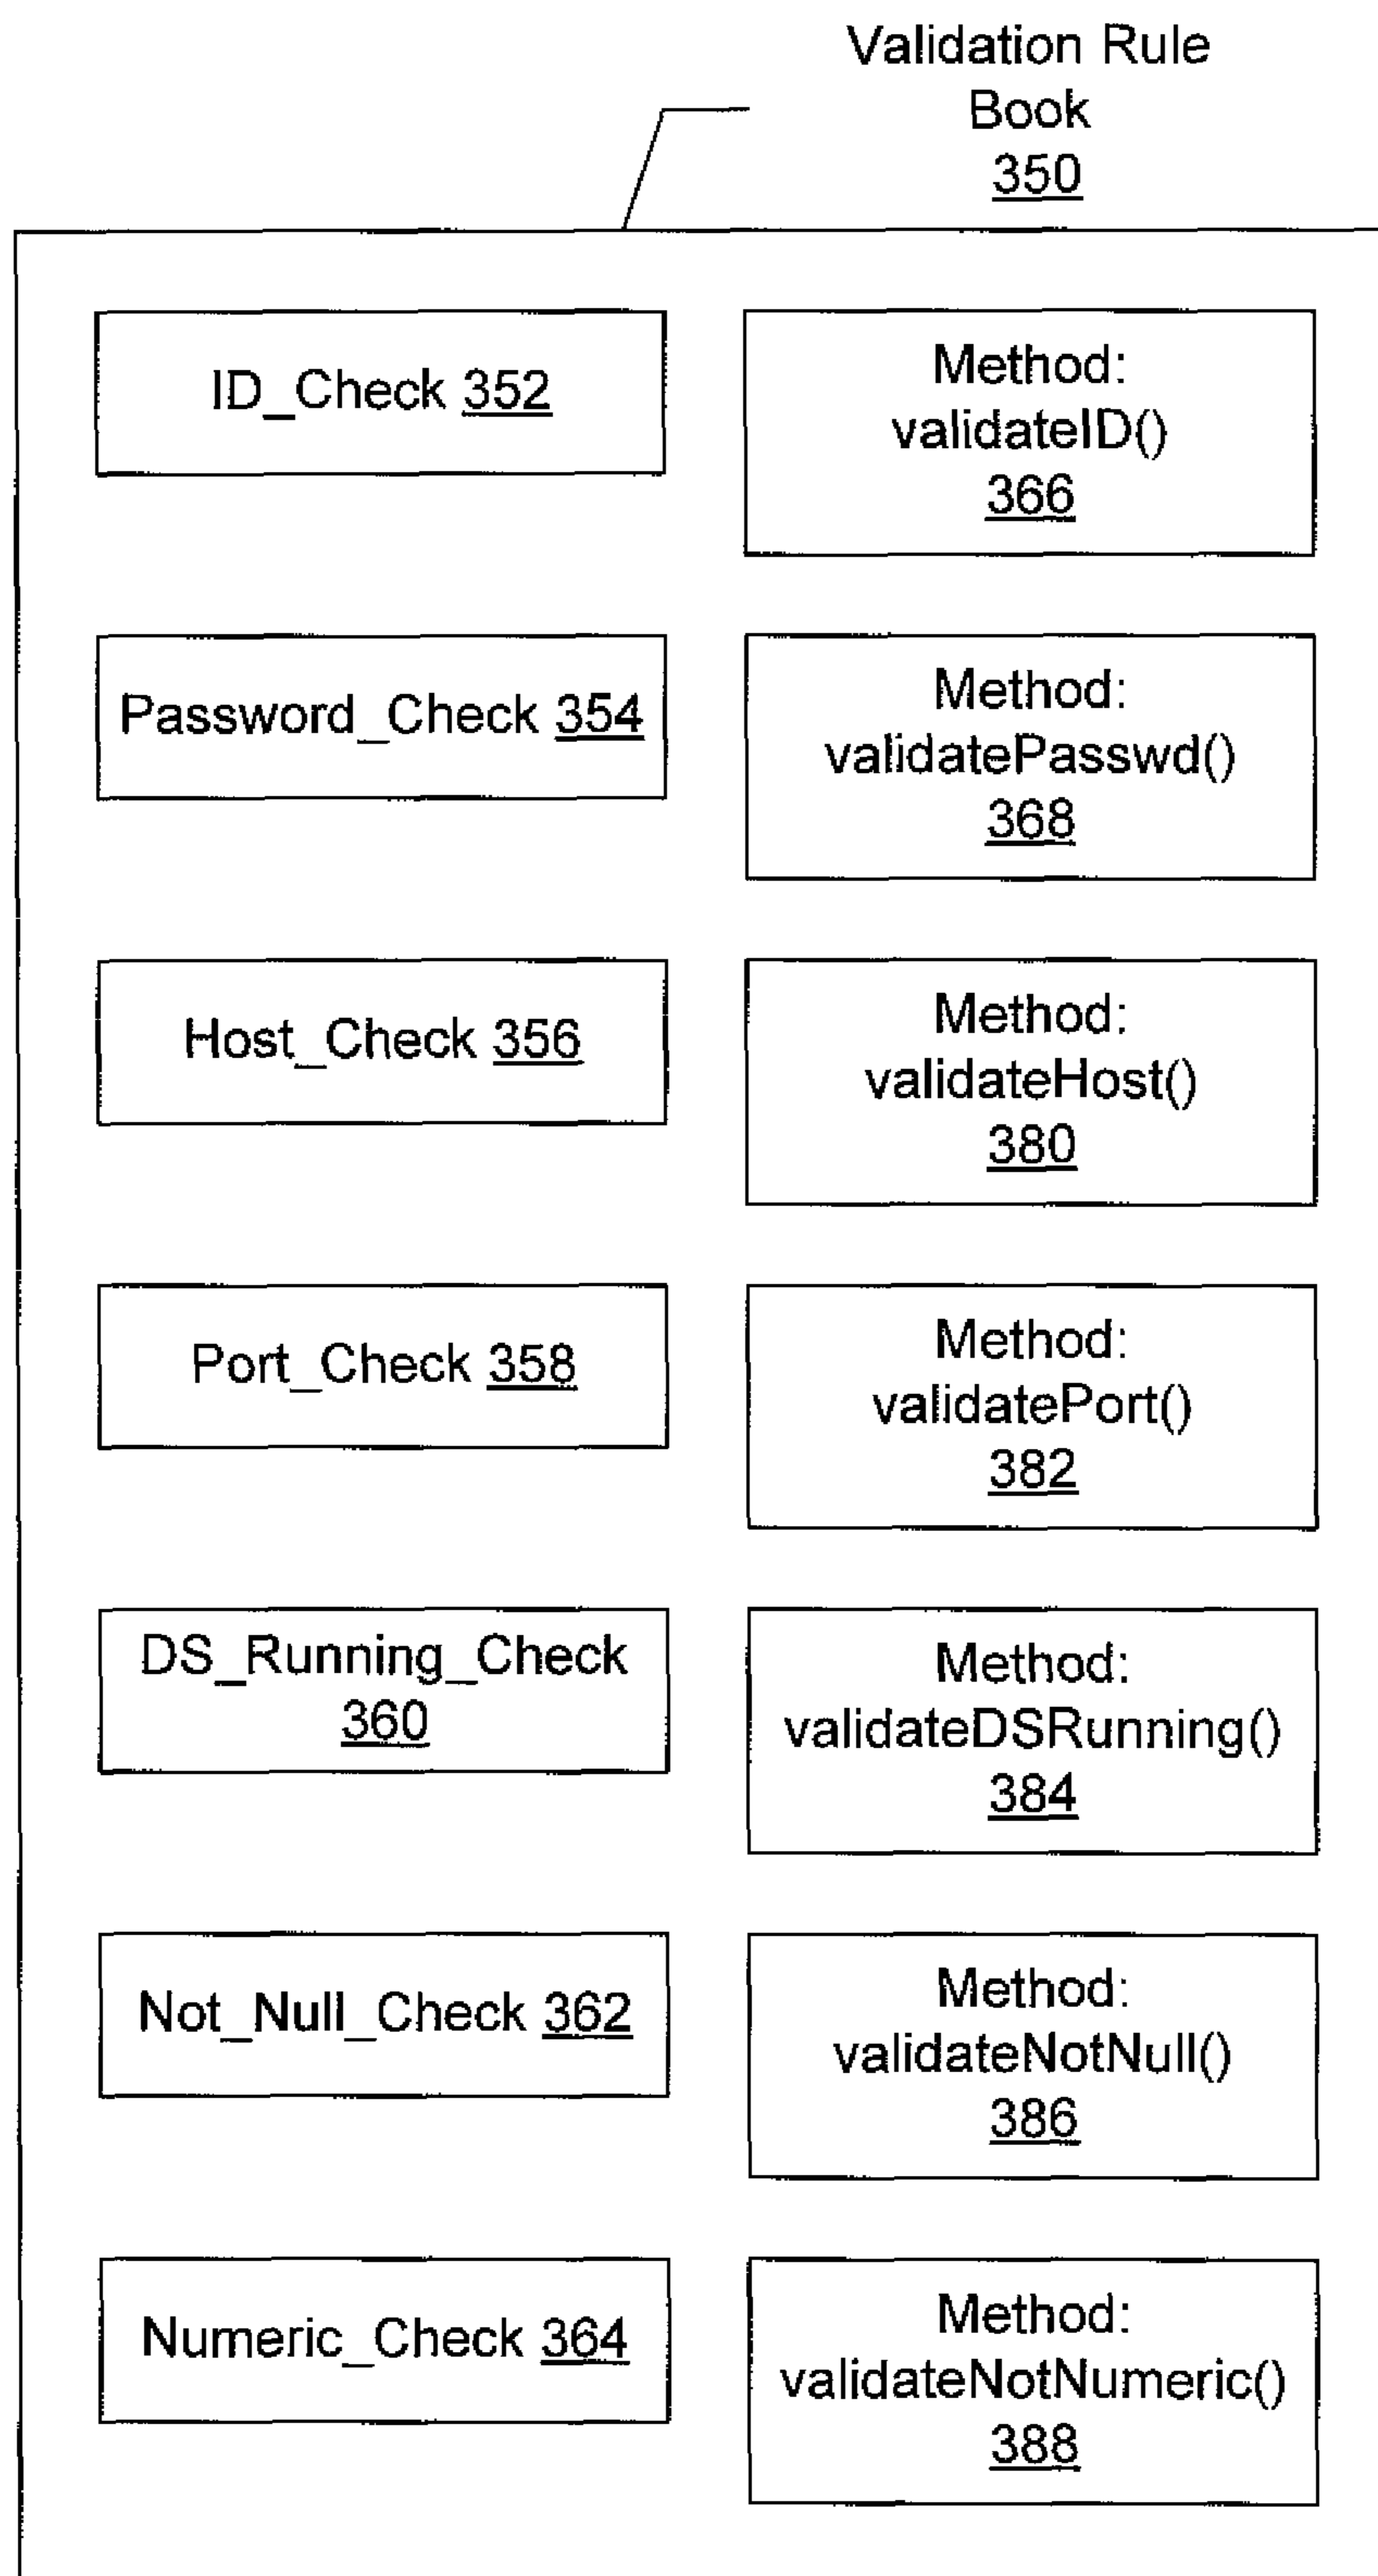 Validation Rule
Book
350
ID_Check 352
Method:
validateID()
366
Password_Check 354
Method:
validatePasswd()
368
Host_Check 356
Method:
validateHost()
380
Port_Check 358
Method:
validatePort()
382
DS_Running_Check
360
Method:
validateDSRunning()
384
Not_Null_Check 362
Method:
validateNotNull()
386
Numeric_Check 364
Method:
validateNotNumeric()
388